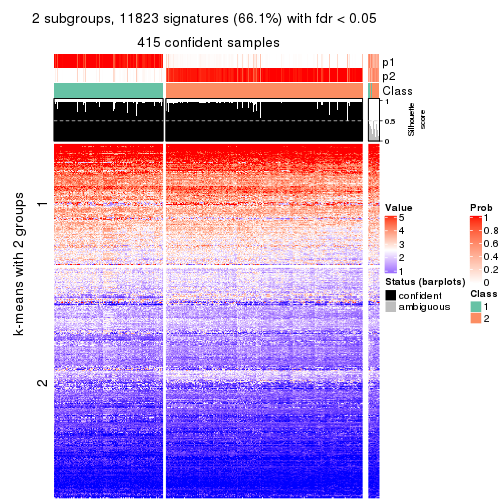 2 subgroups, 11823 signatures (66.1%) with fdr < 0.05
415 confident samples
p1
p2
Class
1
0.5
0
Silhouette
score
k-means with 2 groups
1
2
Value
5
4
3
2
1
Status (barplots)
confident
ambiguous
Prob
1
0.8
0.6
0.4
0.2
0
Class
1
2